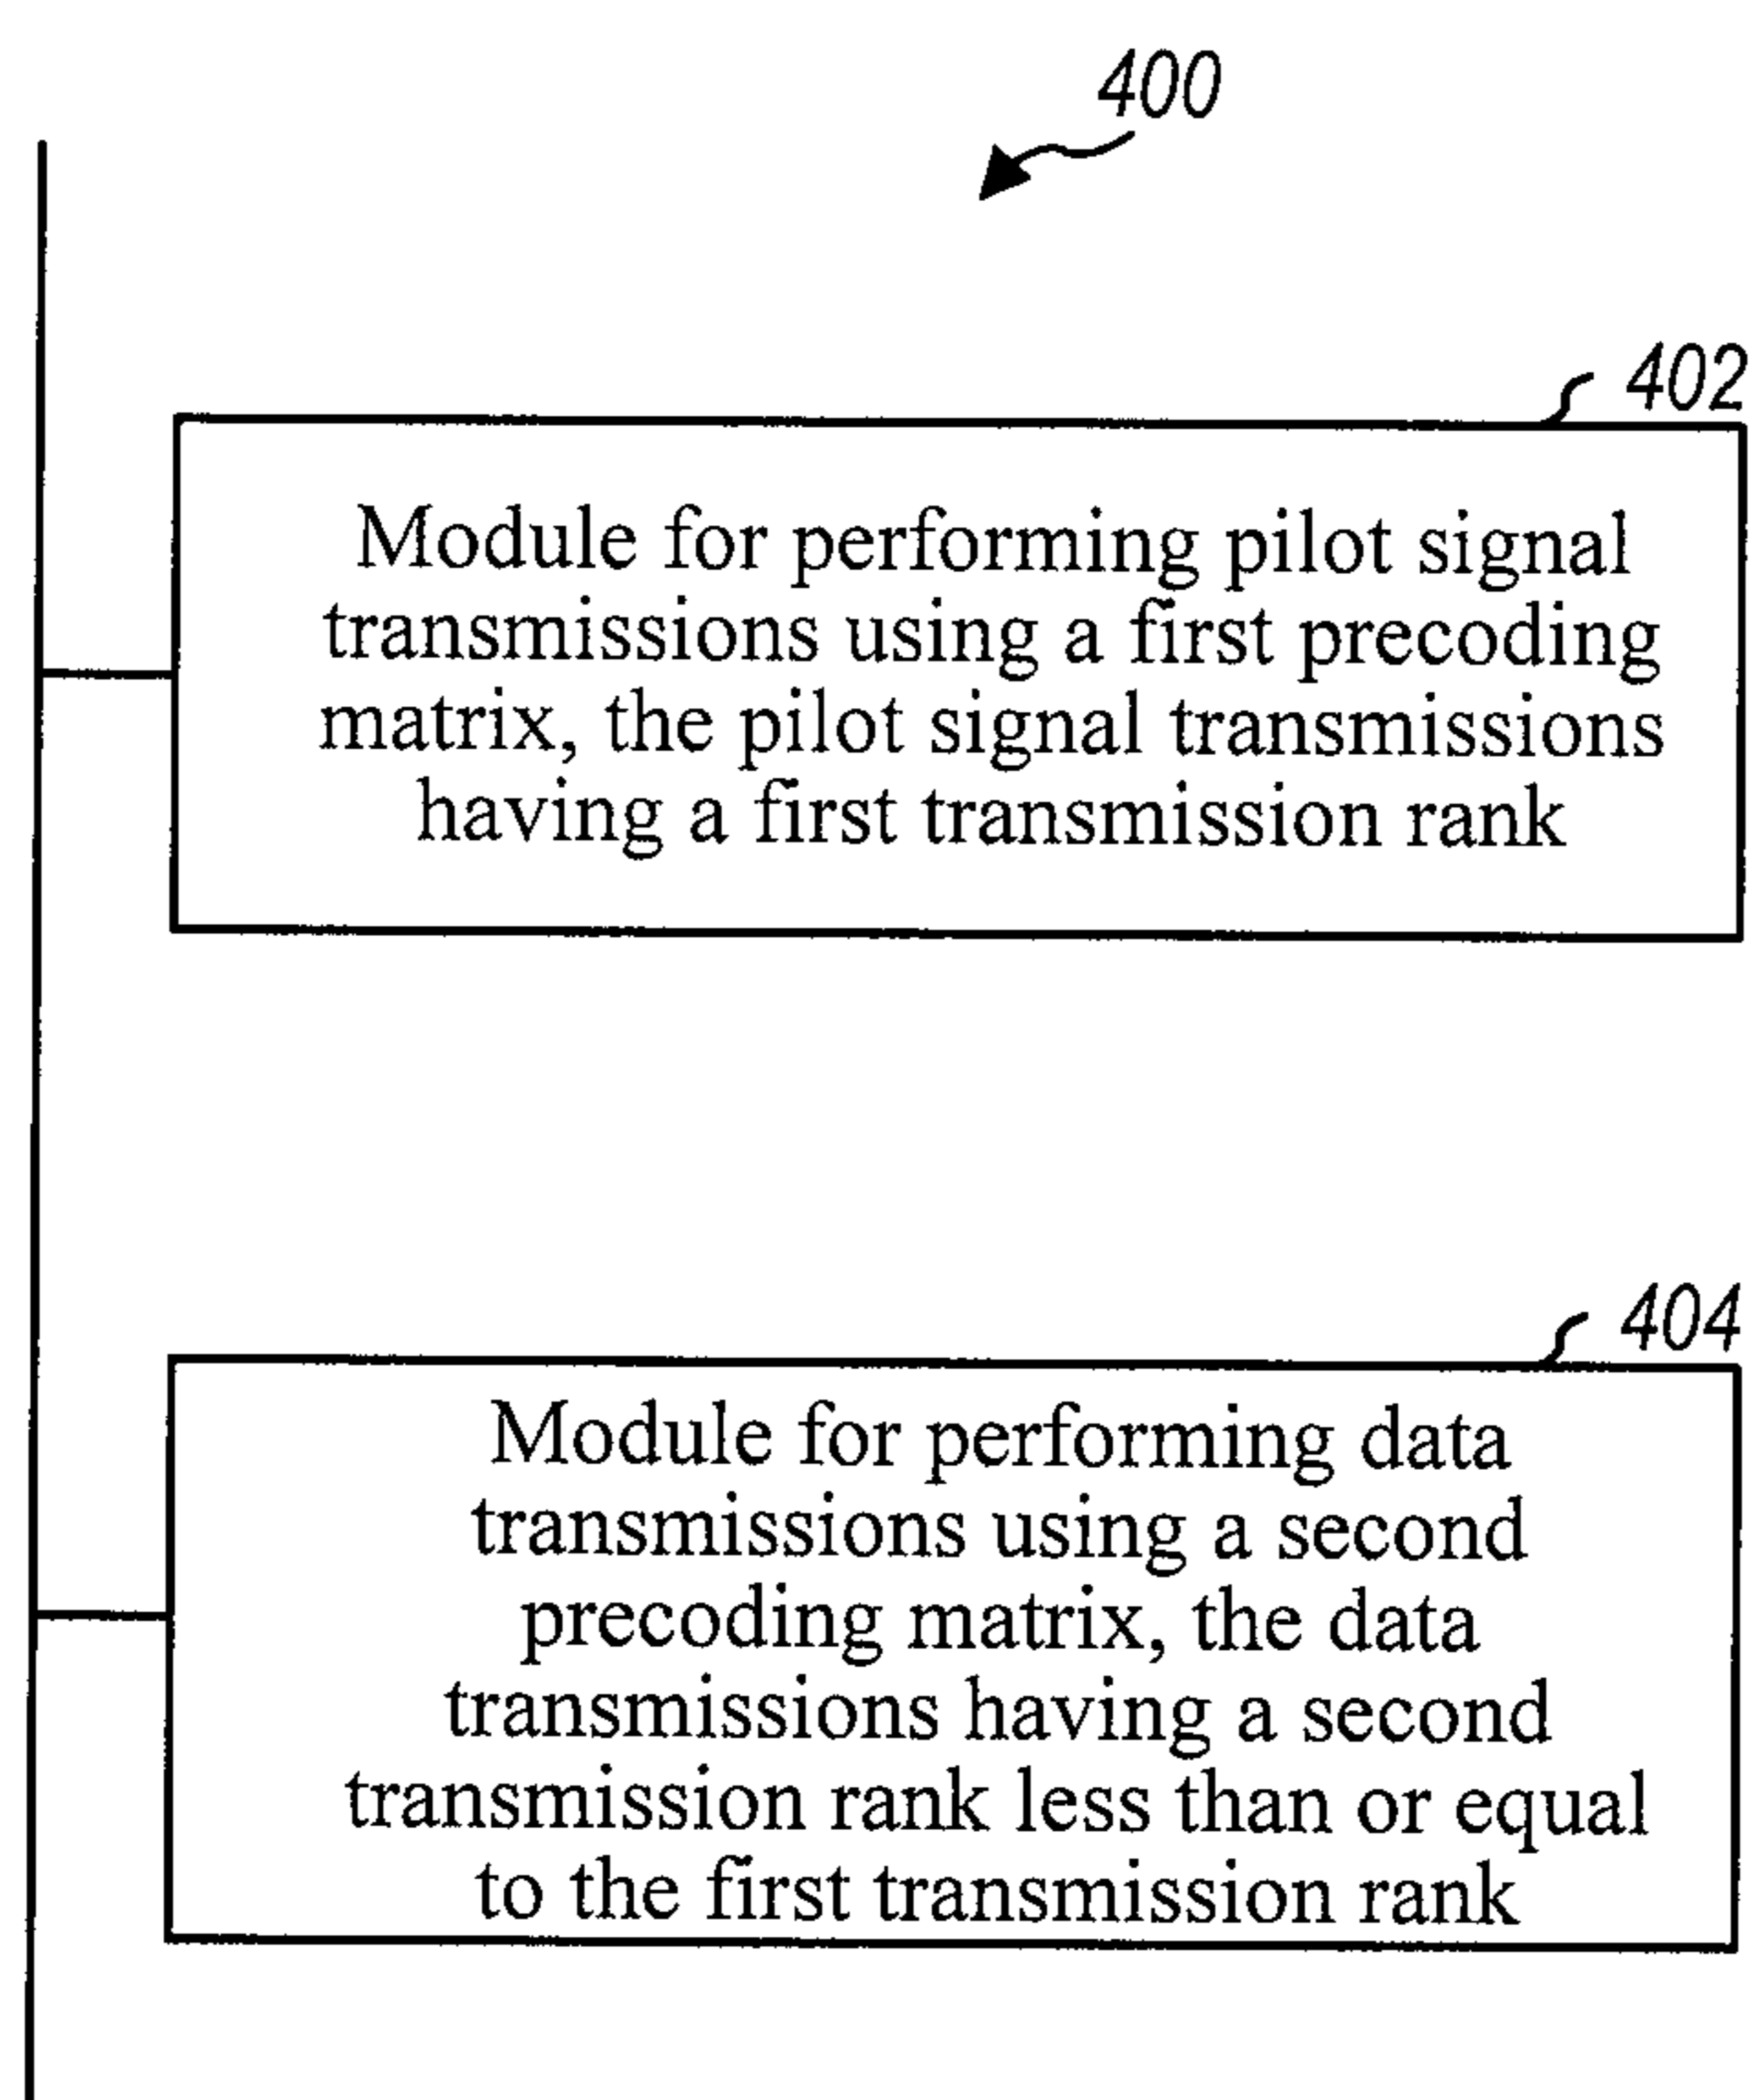 400
402
Module for performing pilot signal
transmissions using a first precoding
matrix, the pilot signal transmissions
having a first transmission rank
404
Module for performing data
transmissions using a second
precoding matrix, the data
transmissions having a second
transmission rank less than or equal
to the first transmission rank